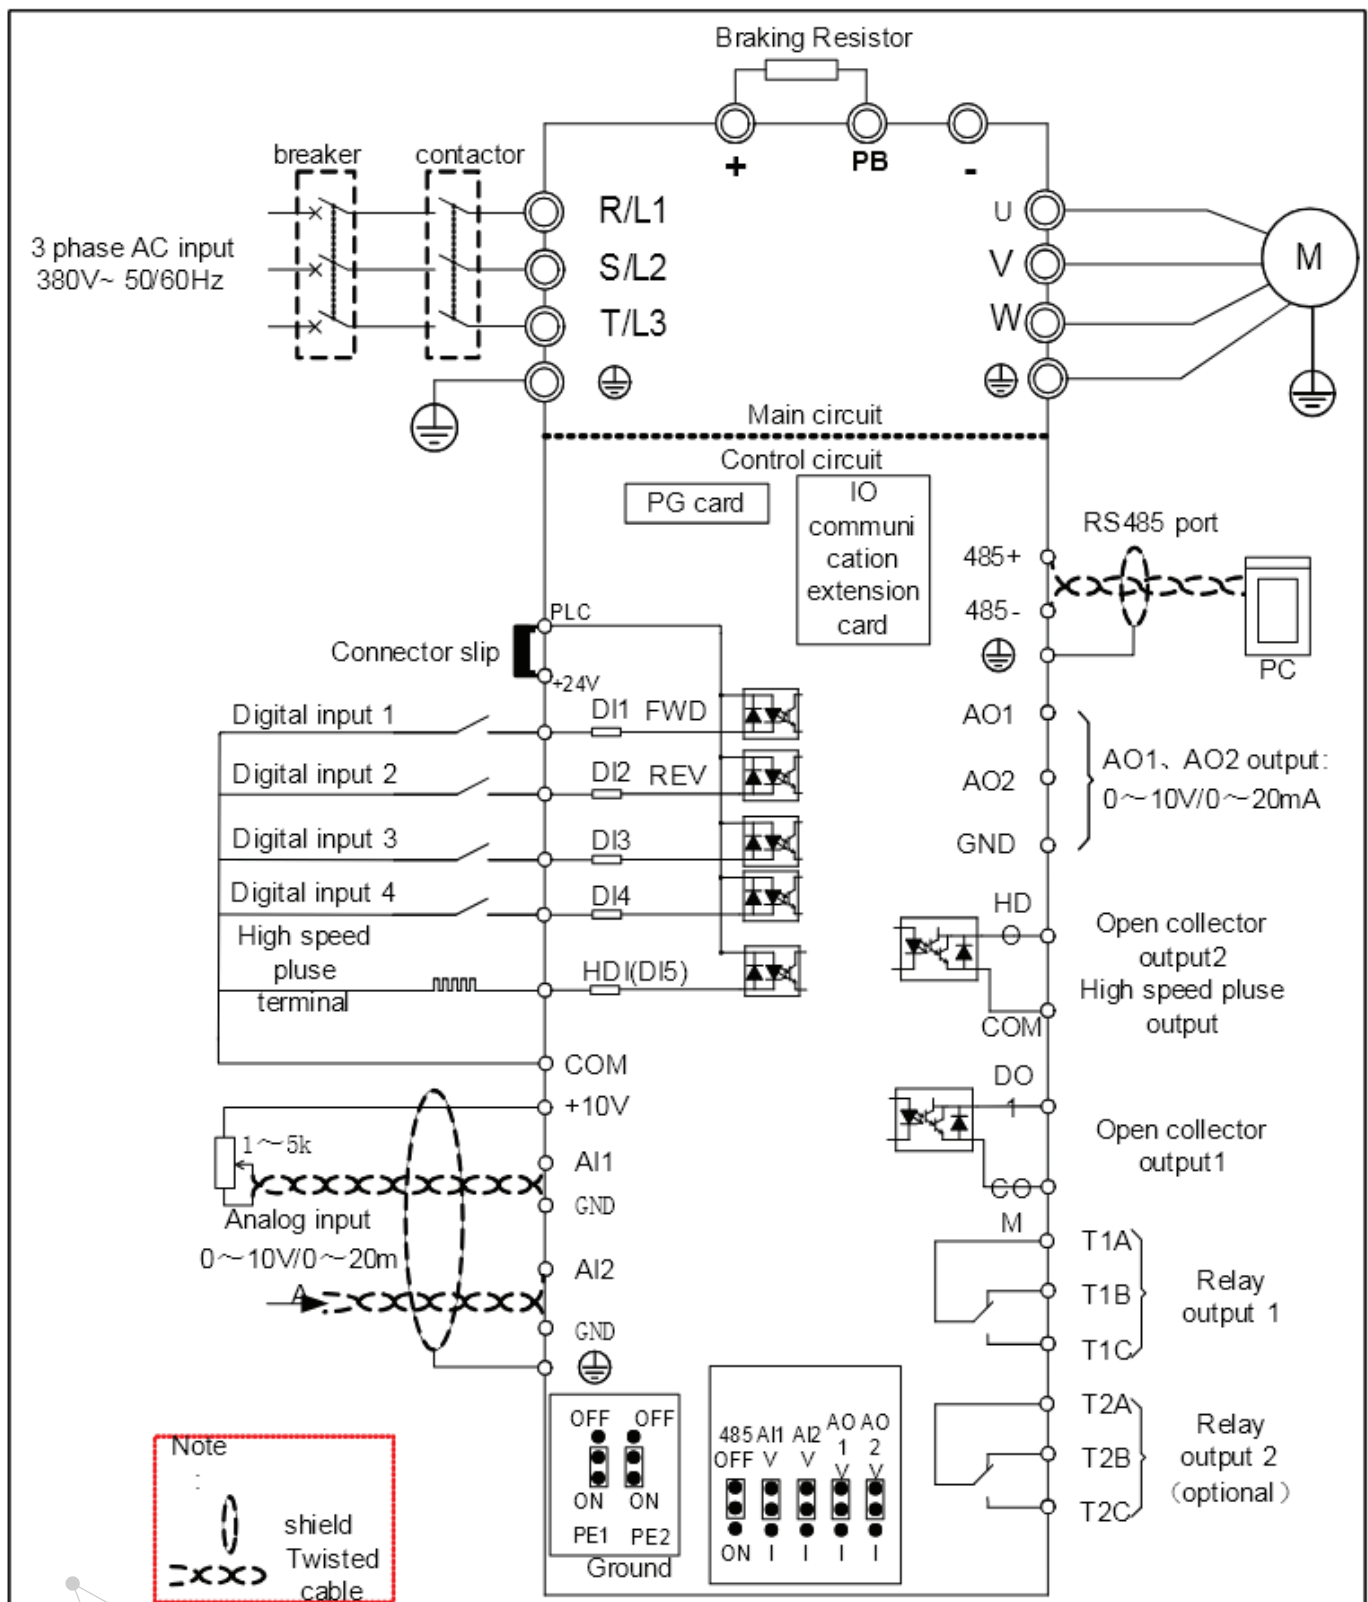 Braking Resistor
breaker
contactor
+
PB
-
R/L1
S/L2
T/L3
3 phase AC input
380V~ 50/60Hz
U
V
W
M
Main circuit
Control circuit
PG card
IO
communi
cation
extension
card
RS485 port
485+
485-
PC
PLC
Connector slip
+24V
Digital input 1
DI1 FWD
Digital input 2
DI2 REV
Digital input 3
DI3
Digital input 4
DI4
High speed
pluse
terminal
HDI(DI5)
COM
+10V
1～5k
AI1
GND
Analog input
0～10V/0～20m
A
AI2
GND
AO1
AO2
GND
AO1、AO2 output:
0～10V/0～20mA
HD
O
COM
Open collector
output2
High speed pluse
output
DO
1
CO
M
Open collector
output1
T1A
T1B
T1C
Relay
output 1
T2A
T2B
T2C
Relay
output 2
（optional）
OFF OFF
ON ON
PE1 PE2
Ground
485 AI1 AI2 AO AO
OFF V V 1 2
V V
ON I I I I
Note
:
shield
Twisted
cable